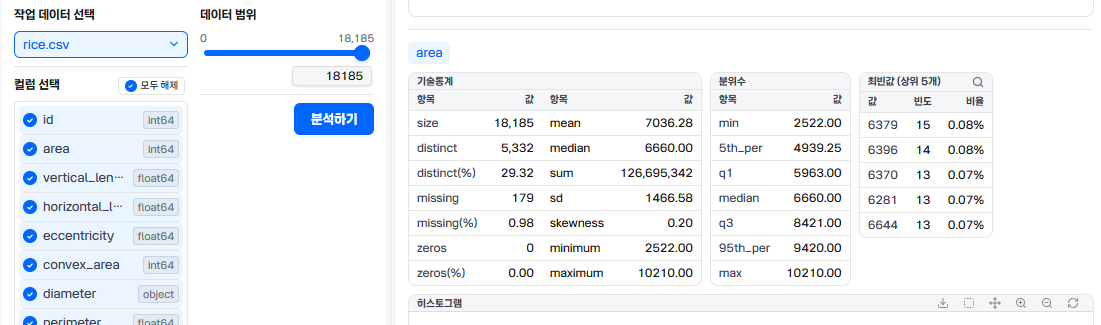 작업 데이터 선택
rice.csv
컬럼 선택
모두 해제
id int64
area int64
vertical_len··· float64
horizontal_l··· float64
eccentricity float64
convex_area int64
diameter object
perimeter float64
데이터 범위
0 18,185
18185
분석하기
area
기술통계
항목 값 항목 값
size 18,185 mean 7036.28
distinct 5,332 median 6660.00
distinct(%) 29.32 sum 126,695,342
missing 179 sd 1466.58
missing(%) 0.98 skewness 0.20
zeros 0 minimum 2522.00
zeros(%) 0.00 maximum 10210.00
분위수
항목 값
min 2522.00
5th_per 4939.25
q1 5963.00
median 6660.00
q3 8421.00
95th_per 9420.00
max 10210.00
최빈값 (상위 5개)
값 빈도 비율
6379 15 0.08%
6396 14 0.08%
6370 13 0.07%
6281 13 0.07%
6644 13 0.07%
히스토그램